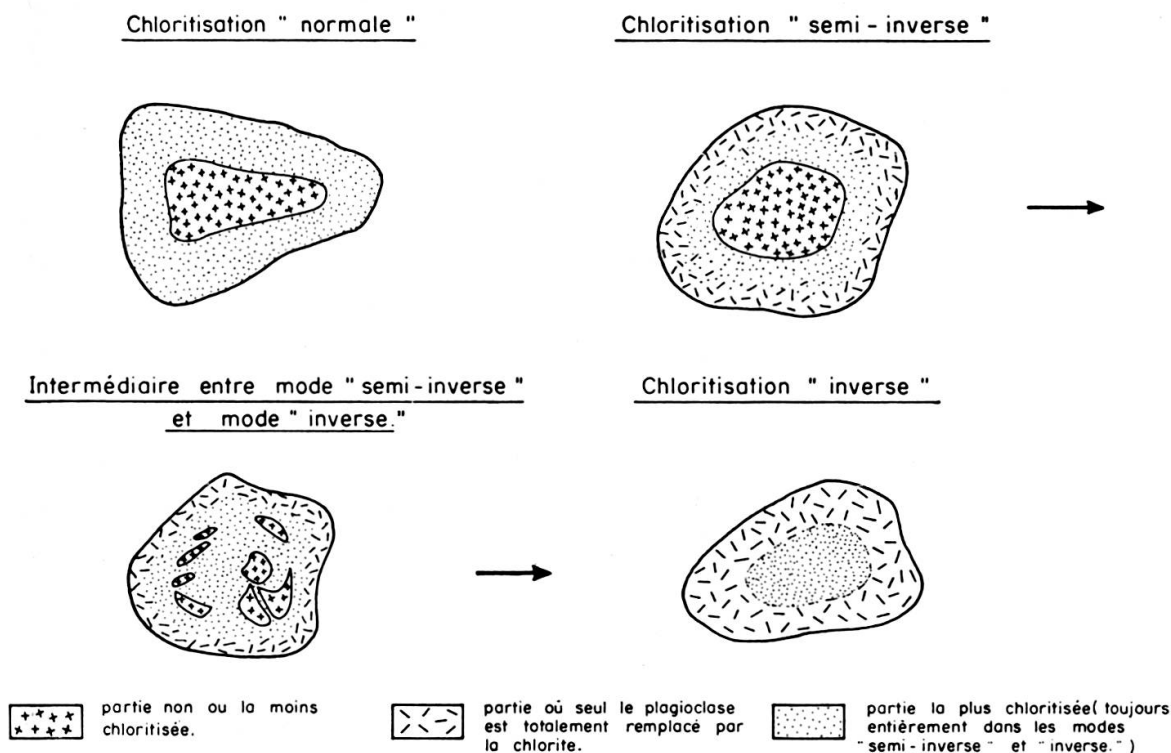 Chloritisation " normale "
Chloritisation " semi - inverse "
Intermédiaire entre mode " semi - inverse "
et mode " inverse. "
Chloritisation " inverse "
partie non ou la moins
chloritisée.
partie où seul le plagioclase
est totalement remplacé par
la chlorite.
partie la plus chloritisée ( toujours
entièrement dans les modes
" semi - inverse " et " inverse. " )